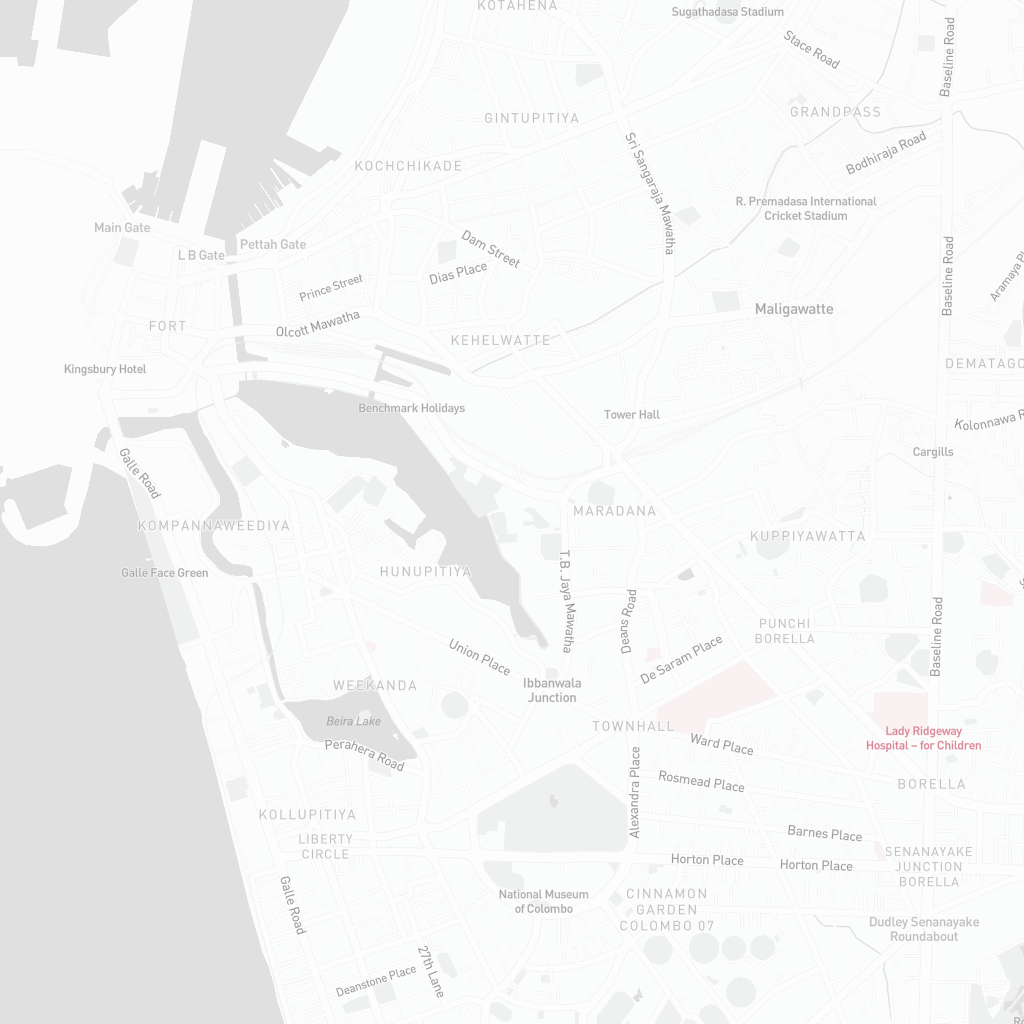 KOTAHENA
Sugathadasa Stadium
Stace Road
Baseline Road
GINTUPITIYA
GRANDPASS
Sri Sangaraja Mawatha
Bodhiraja Road
KOCHCHIKADE
R. Premadasa International
Cricket Stadium
Main Gate
L B Gate
Pettah Gate
Dam Street
Dias Place
Prince Street
Baseline Road
Maligawatte
FORT
Olcott Mawatha
KEHELWATTE
Kingsbury Hotel
Benchmark Holidays
Tower Hall
Cargills
Galle Road
MARADANA
KOMPANNAWEEDIYA
KUPPIYAWATTA
Galle Face Green
HUNUPITIYA
T.B. Jaya Mawatha
Deans Road
PUNCHI
BORELLA
Baseline Road
Union Place
De Saram Place
WEEKANDA
Ibbanwala
Junction
Beira Lake
TOWNHALL
Perahera Road
Ward Place
Lady Ridgeway
Hospital – for Children
Rosmead Place
BORELLA
Alexandra Place
KOLLUPITIYA
LIBERTY
CIRCLE
Barnes Place
Horton Place
Horton Place
SENANAYAKE
JUNCTION
BORELLA
Galle Road
National Museum
of Colombo
CINNAMON
GARDEN
COLOMBO 07
Dudley Senanayake
Roundabout
27th Lane
Deanstone Place